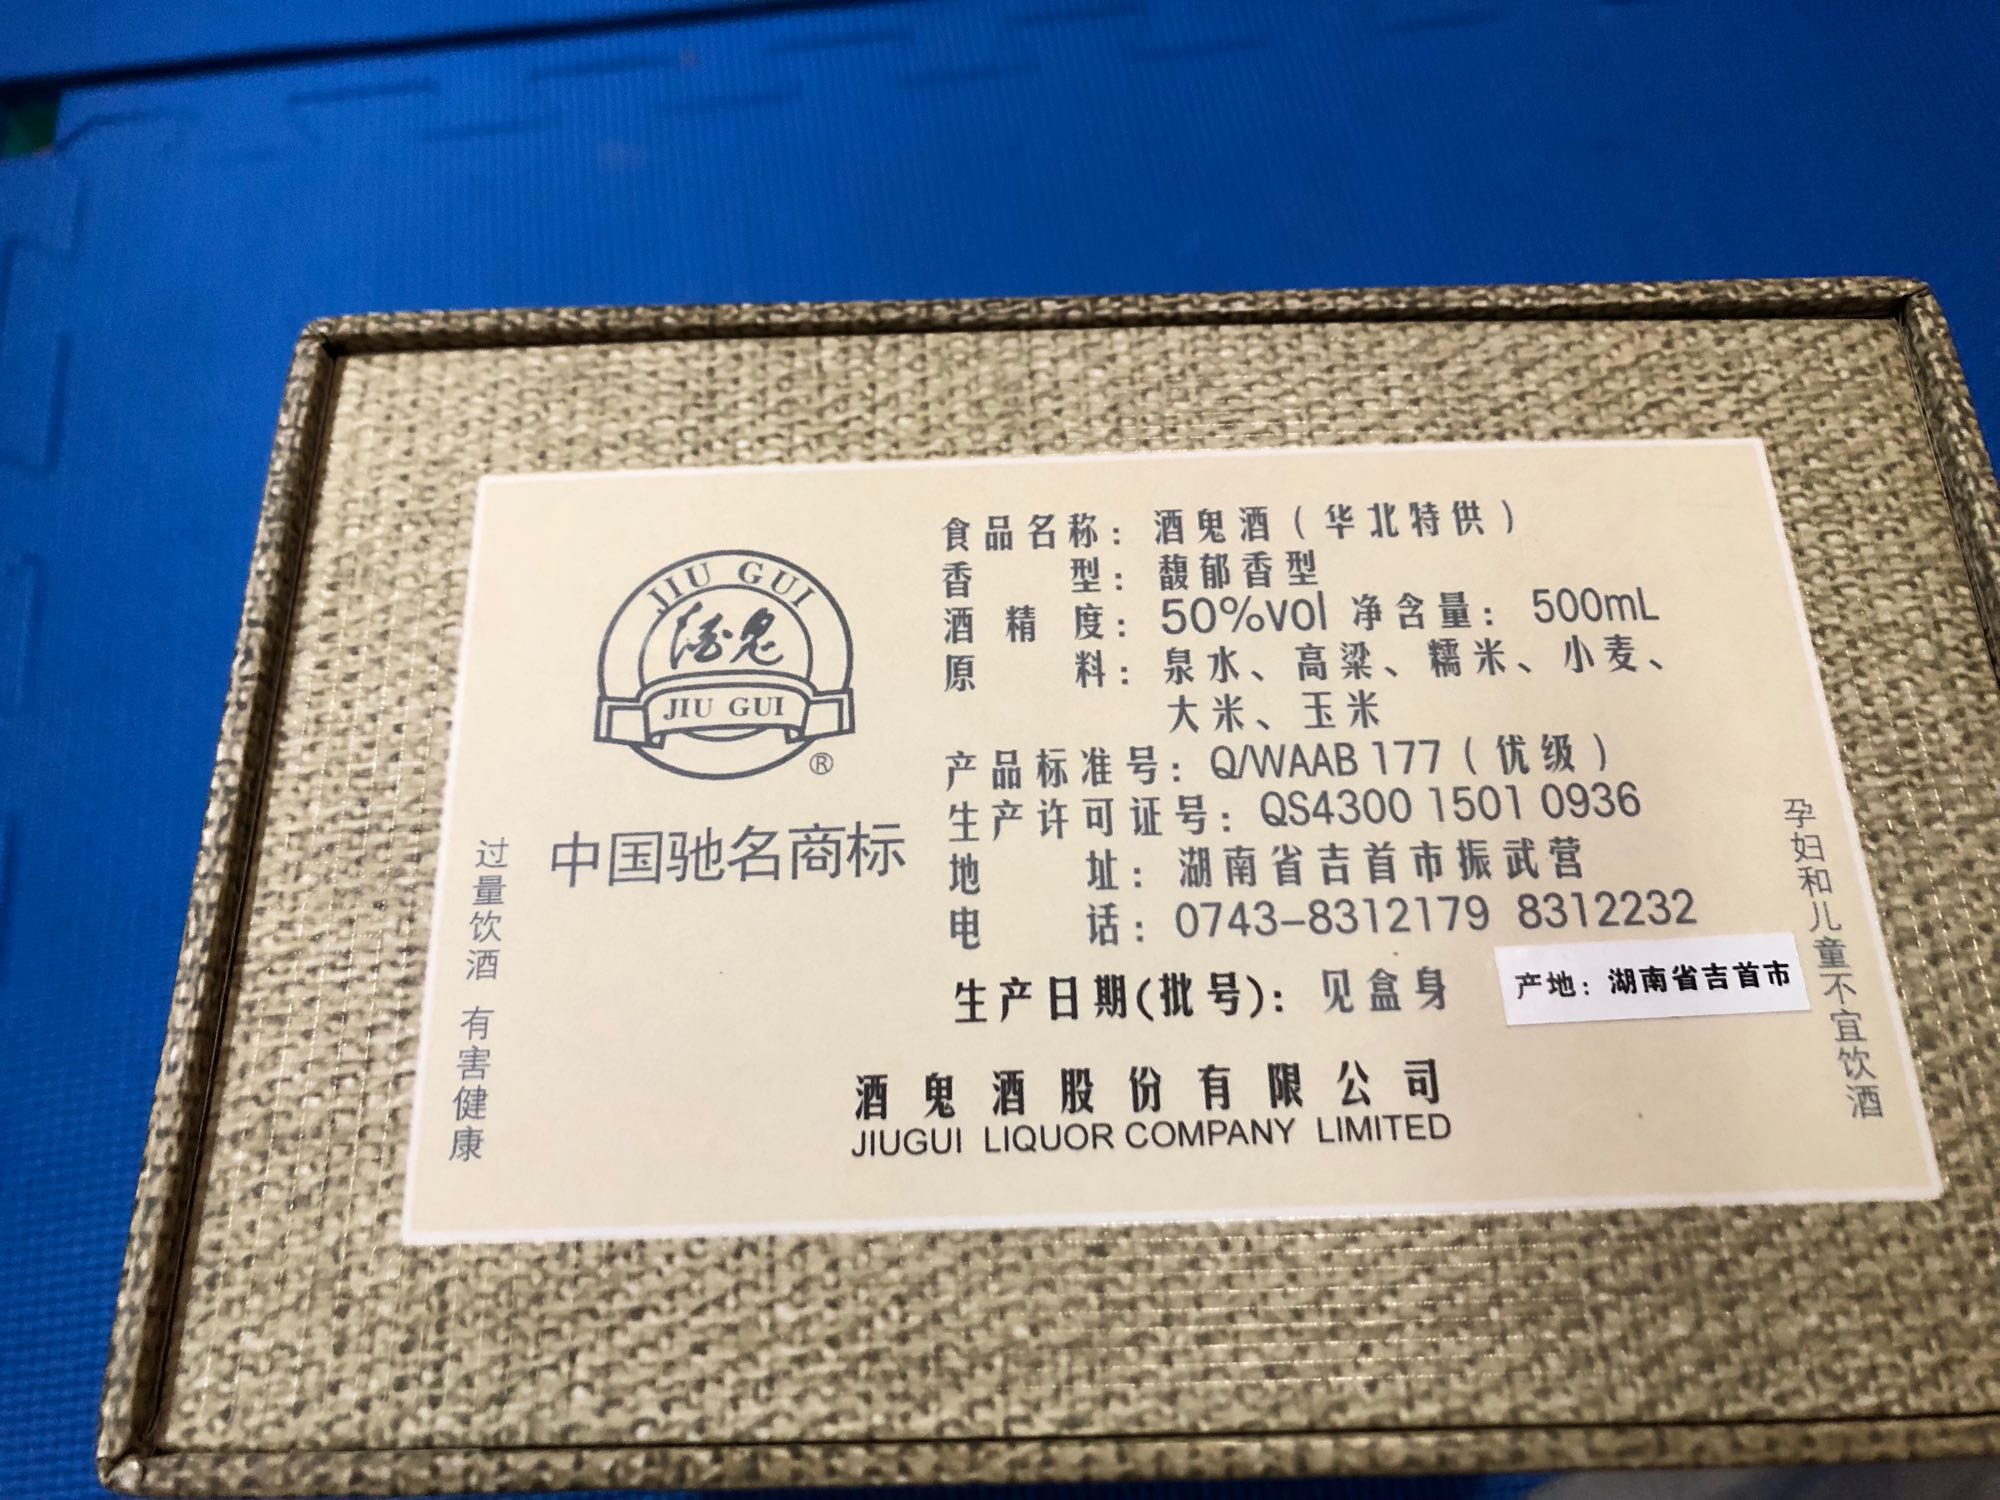 JIU GUI
酒鬼
JIU GUI
®
中国驰名商标
过量饮酒 有害健康
食品名称：酒鬼酒（华北特供）
香型：馥郁香型
酒精度：50%vol 净含量：500mL
原料：泉水、高粱、糯米、小麦、
大米、玉米
产品标准号：Q/WAAB 177（优级）
生产许可证号：QS4300 1501 0936
地址：湖南省吉首市振武营
电话：0743-8312179 8312232
生产日期(批号)：见盒身
产地：湖南省吉首市
孕妇和儿童不宜饮酒
酒鬼酒股份有限公司
JIUGUI LIQUOR COMPANY LIMITED